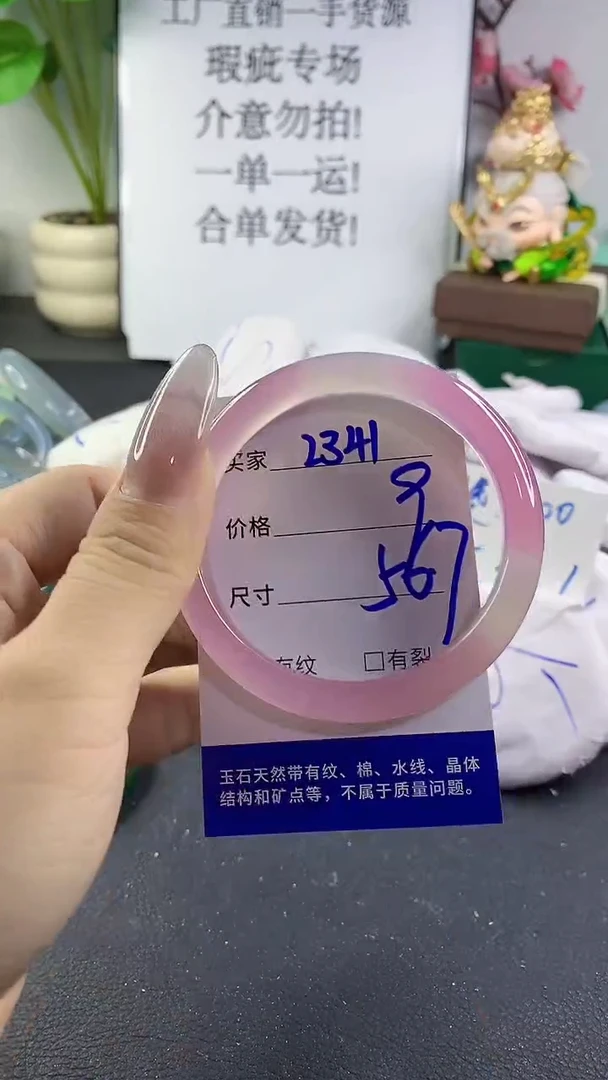 工厂直销一手货源
瑕疵专场
介意勿拍!
一单一运!
合单发货!
买家 2341
价格
尺寸 567
有纹 □有裂
玉石天然带有纹、棉、水线、晶体
结构和矿点等，不属于质量问题。